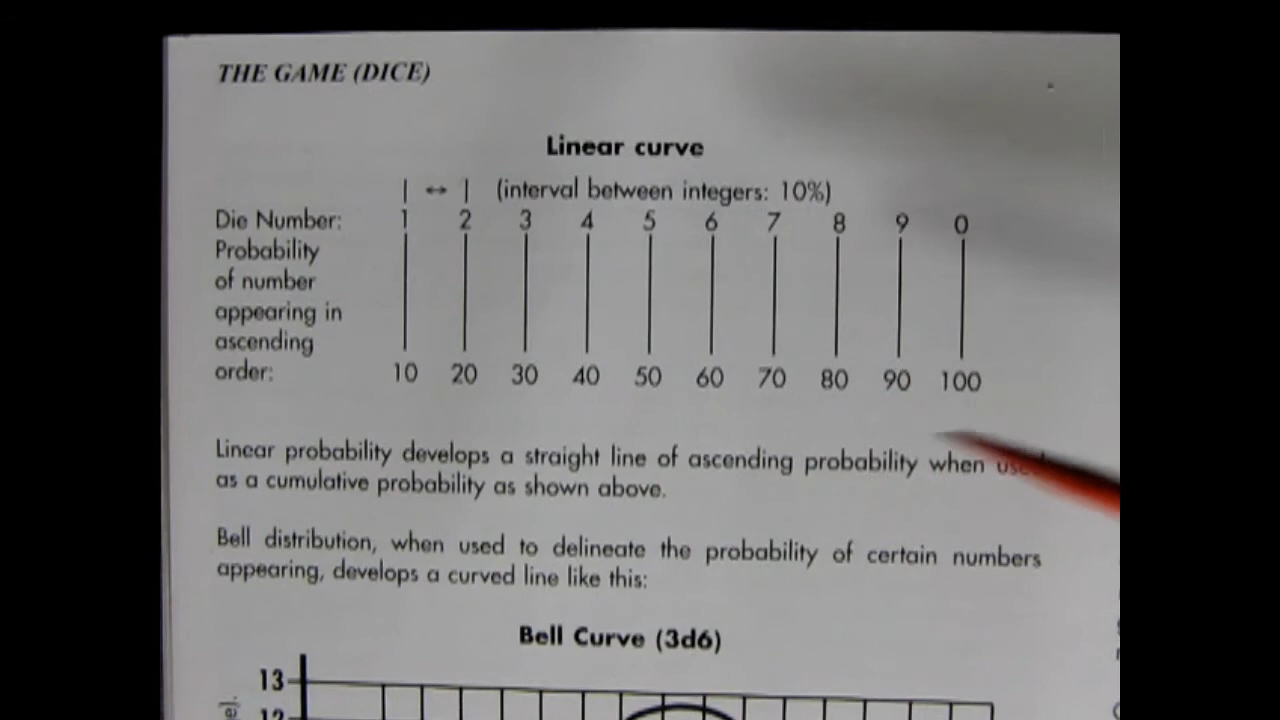 THE GAME (DICE)
Linear curve
| ↔ | (interval between integers: 10%)
Die Number: 1 2 3 4 5 6 7 8 9 0
Probability
of number
appearing in
ascending
order: 10 20 30 40 50 60 70 80 90 100
Linear probability develops a straight line of ascending probability when
as a cumulative probability as shown above.
Bell distribution, when used to delineate the probability of certain numbers
appearing, develops a curved line like this:
Bell Curve (3d6)
13
12